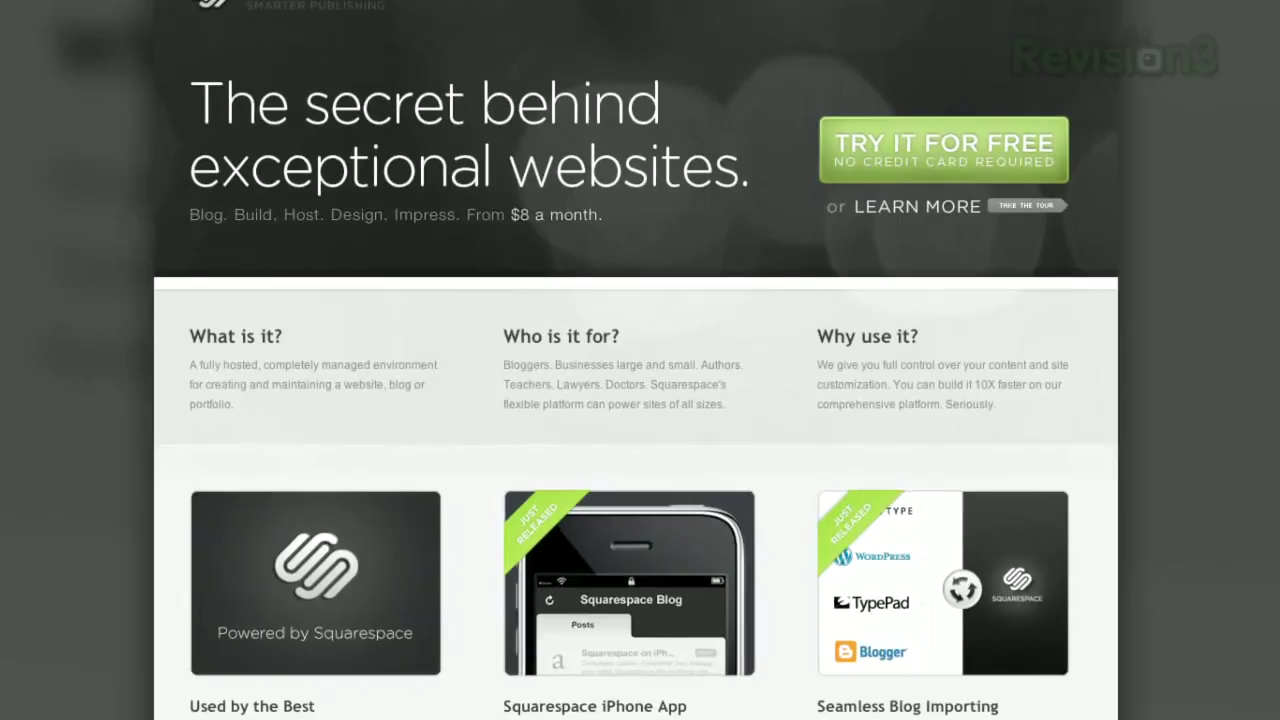 SMARTER PUBLISHING
Revision3
The secret behind
exceptional websites.
Blog. Build. Host. Design. Impress. From $8 a month.
TRY IT FOR FREE
NO CREDIT CARD REQUIRED
or LEARN MORE TAKE THE TOUR
What is it?
A fully hosted, completely managed environment
for creating and maintaining a website, blog or
portfolio.
Who is it for?
Bloggers. Businesses large and small. Authors.
Teachers. Lawyers. Doctors. Squarespace's
flexible platform can power sites of all sizes.
Why use it?
We give you full control over your content and site
customization. You can build it 10X faster on our
comprehensive platform. Seriously.
Powered by Squarespace
JUST
RELEASED
Squarespace Blog
Posts
a
Squarespace on iPh...
JUST
RELEASED
TYPE
WORDPRESS
TypePad
Blogger
SQUARESPACE
Used by the Best
Squarespace iPhone App
Seamless Blog Importing